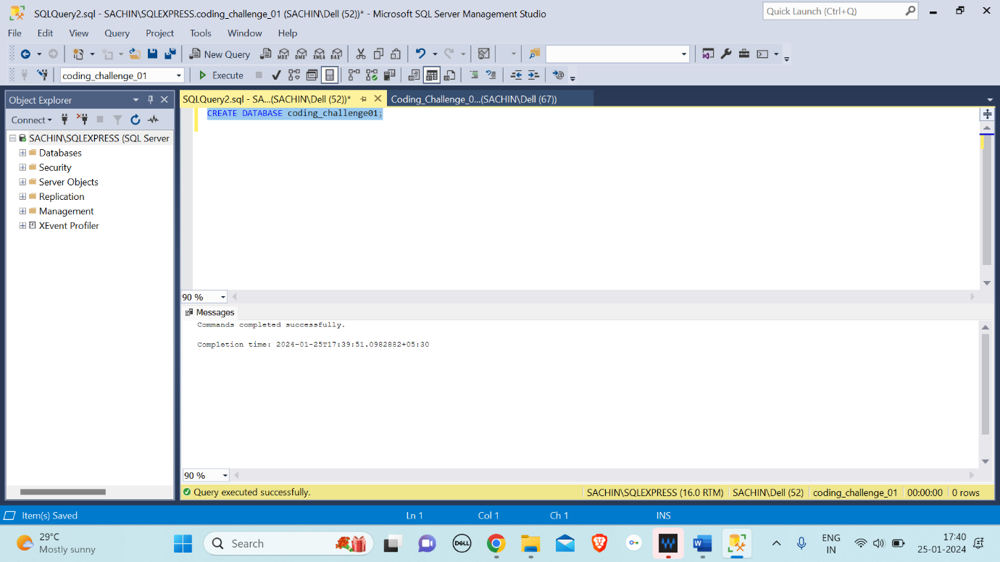 SQLQuery2.sql - SACHIN\SQLEXPRESS.coding_challenge_01 (SACHIN\Dell (52))* - Microsoft SQL Server Management Studio
Quick Launch (Ctrl+Q)
File Edit View Query Project Tools Window Help
New Query
MDX DMX XMLA DAX
coding_challenge_01
Execute
Object Explorer
SQLQuery2.sql - SA...(SACHIN\Dell (52))*
Coding_Challenge_0...(SACHIN\Dell (67))
Connect
CREATE DATABASE coding_challenge01;
SACHIN\SQLEXPRESS (SQL Server
Databases
Security
Server Objects
Replication
Management
XEvent Profiler
90 %
Messages
Commands completed successfully.
Completion time: 2024-01-25T17:39:51.0982882+05:30
90 %
Query executed successfully.
SACHIN\SQLEXPRESS (16.0 RTM)
SACHIN\Dell (52)
coding_challenge_01
00:00:00
0 rows
Item(s) Saved
Ln 1
Col 1
Ch 1
INS
29°C
Mostly sunny
Search
DELL
ENG
IN
17:40
25-01-2024